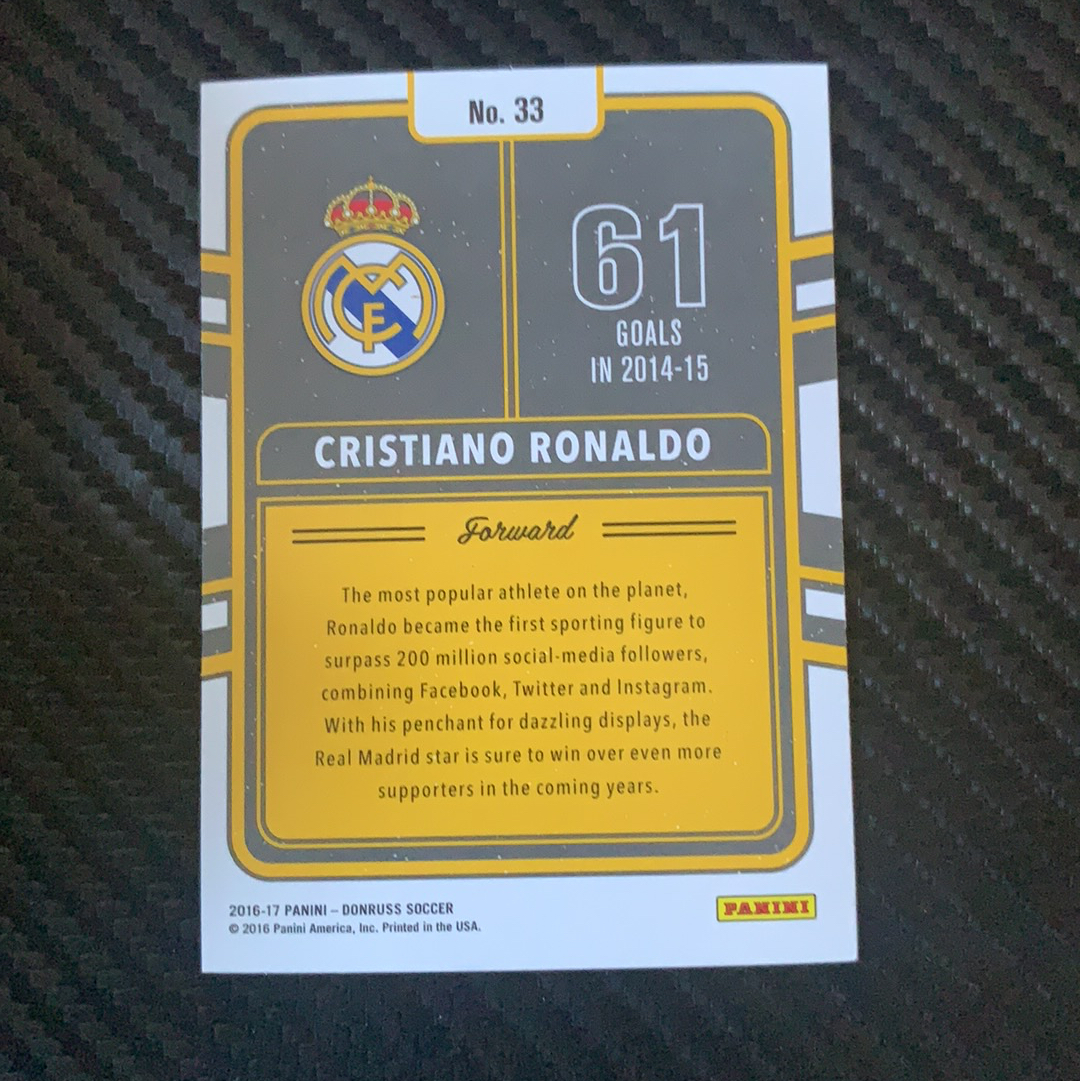 No. 33
61
GOALS
IN 2014-15
CRISTIANO RONALDO
Forward
The most popular athlete on the planet,
Ronaldo became the first sporting figure to
surpass 200 million social-media followers,
combining Facebook, Twitter and Instagram.
With his penchant for dazzling displays, the
Real Madrid star is sure to win over even more
supporters in the coming years.
2016-17 PANINI – DONRUSS SOCCER
© 2016 Panini America, Inc. Printed in the USA.
PANINI